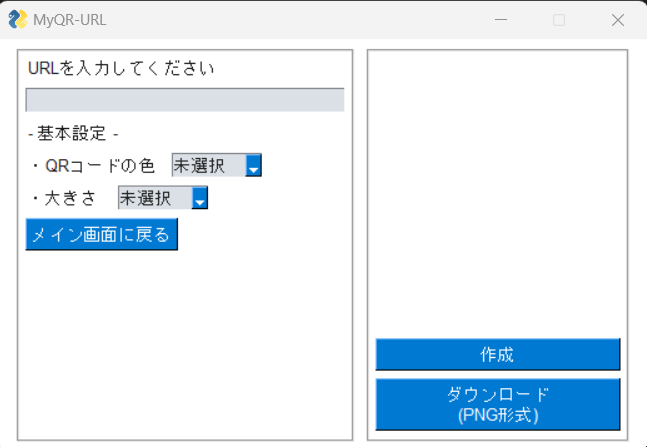 MyQR-URL
URLを入力してください
- 基本設定 -
・QRコードの色 未選択
・大きさ 未選択
メイン画面に戻る
作成
ダウンロード
(PNG形式)